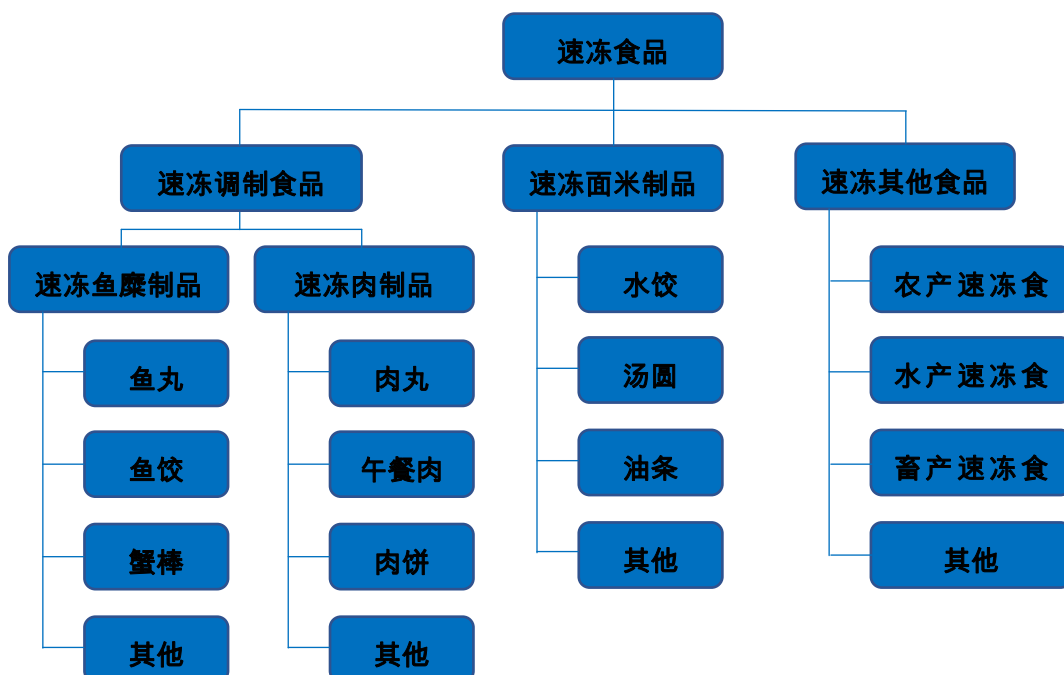 速冻食品
速冻调制食品
速冻面米制品
速冻其他食品
速冻鱼糜制品
速冻肉制品
水饺
农产速冻食
鱼丸
肉丸
汤圆
水产速冻食
鱼饺
午餐肉
油条
畜产速冻食
蟹棒
肉饼
其他
其他
其他
其他